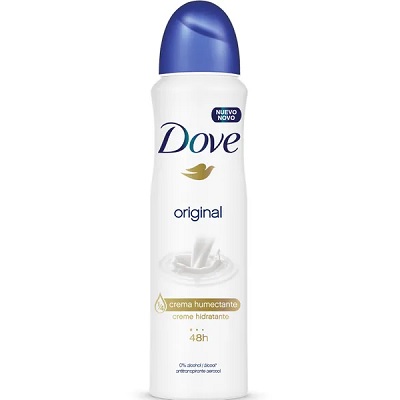 NUEVO
NOVO
Dove
original
crema humectante
creme hidratante
48h
0% alcohol | álcool
antitranspirante aerosol